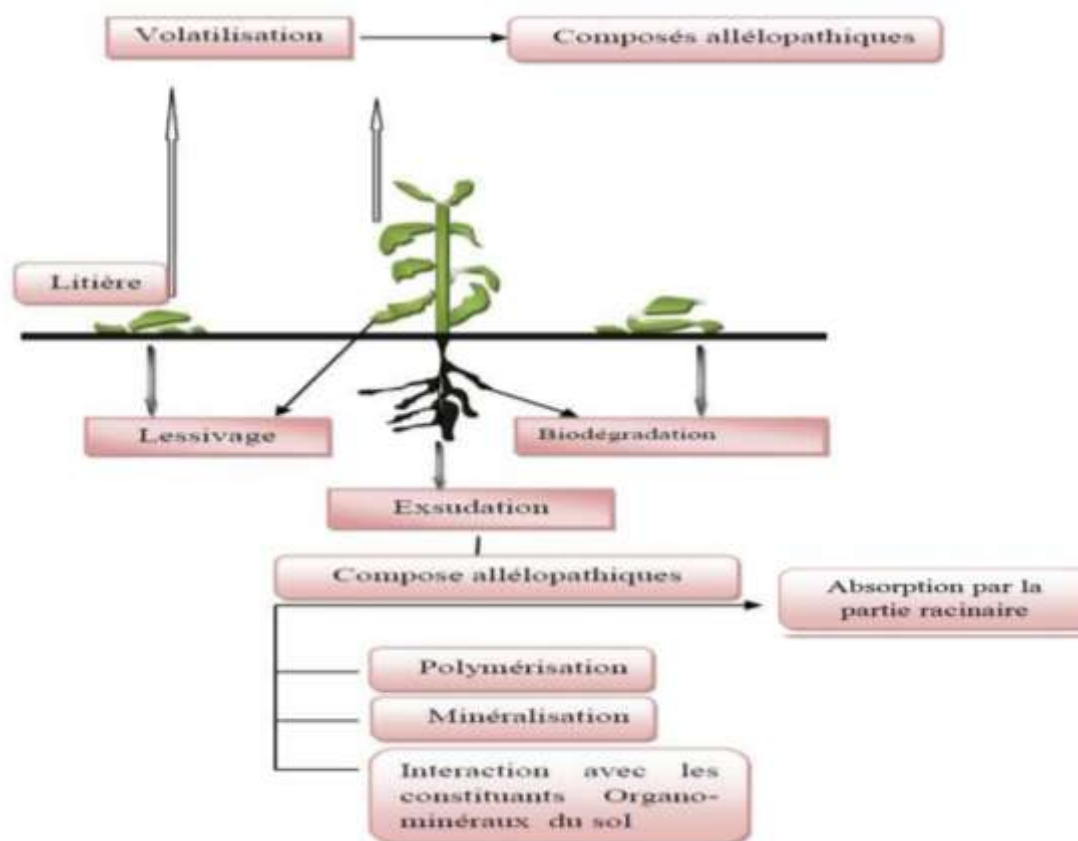 Volatilisation
Composés allélopathiques
Litière
Lessivage
Biodégradation
Exsudation
Compose allélopathiques
Absorption par la
partie racinaire
Polymérisation
Minéralisation
Interaction avec les
constituants Organo-
minéraux du sol